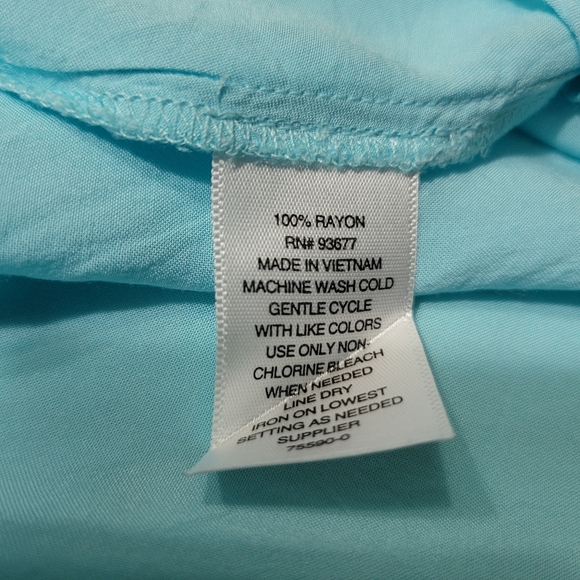 100% RAYON
RN# 93677
MADE IN VIETNAM
MACHINE WASH COLD
GENTLE CYCLE
WITH LIKE COLORS
USE ONLY NON-
CHLORINE BLEACH
WHEN NEEDED
LINE DRY
IRON ON LOWEST
SETTING AS NEEDED
SUPPLIER
75590-0